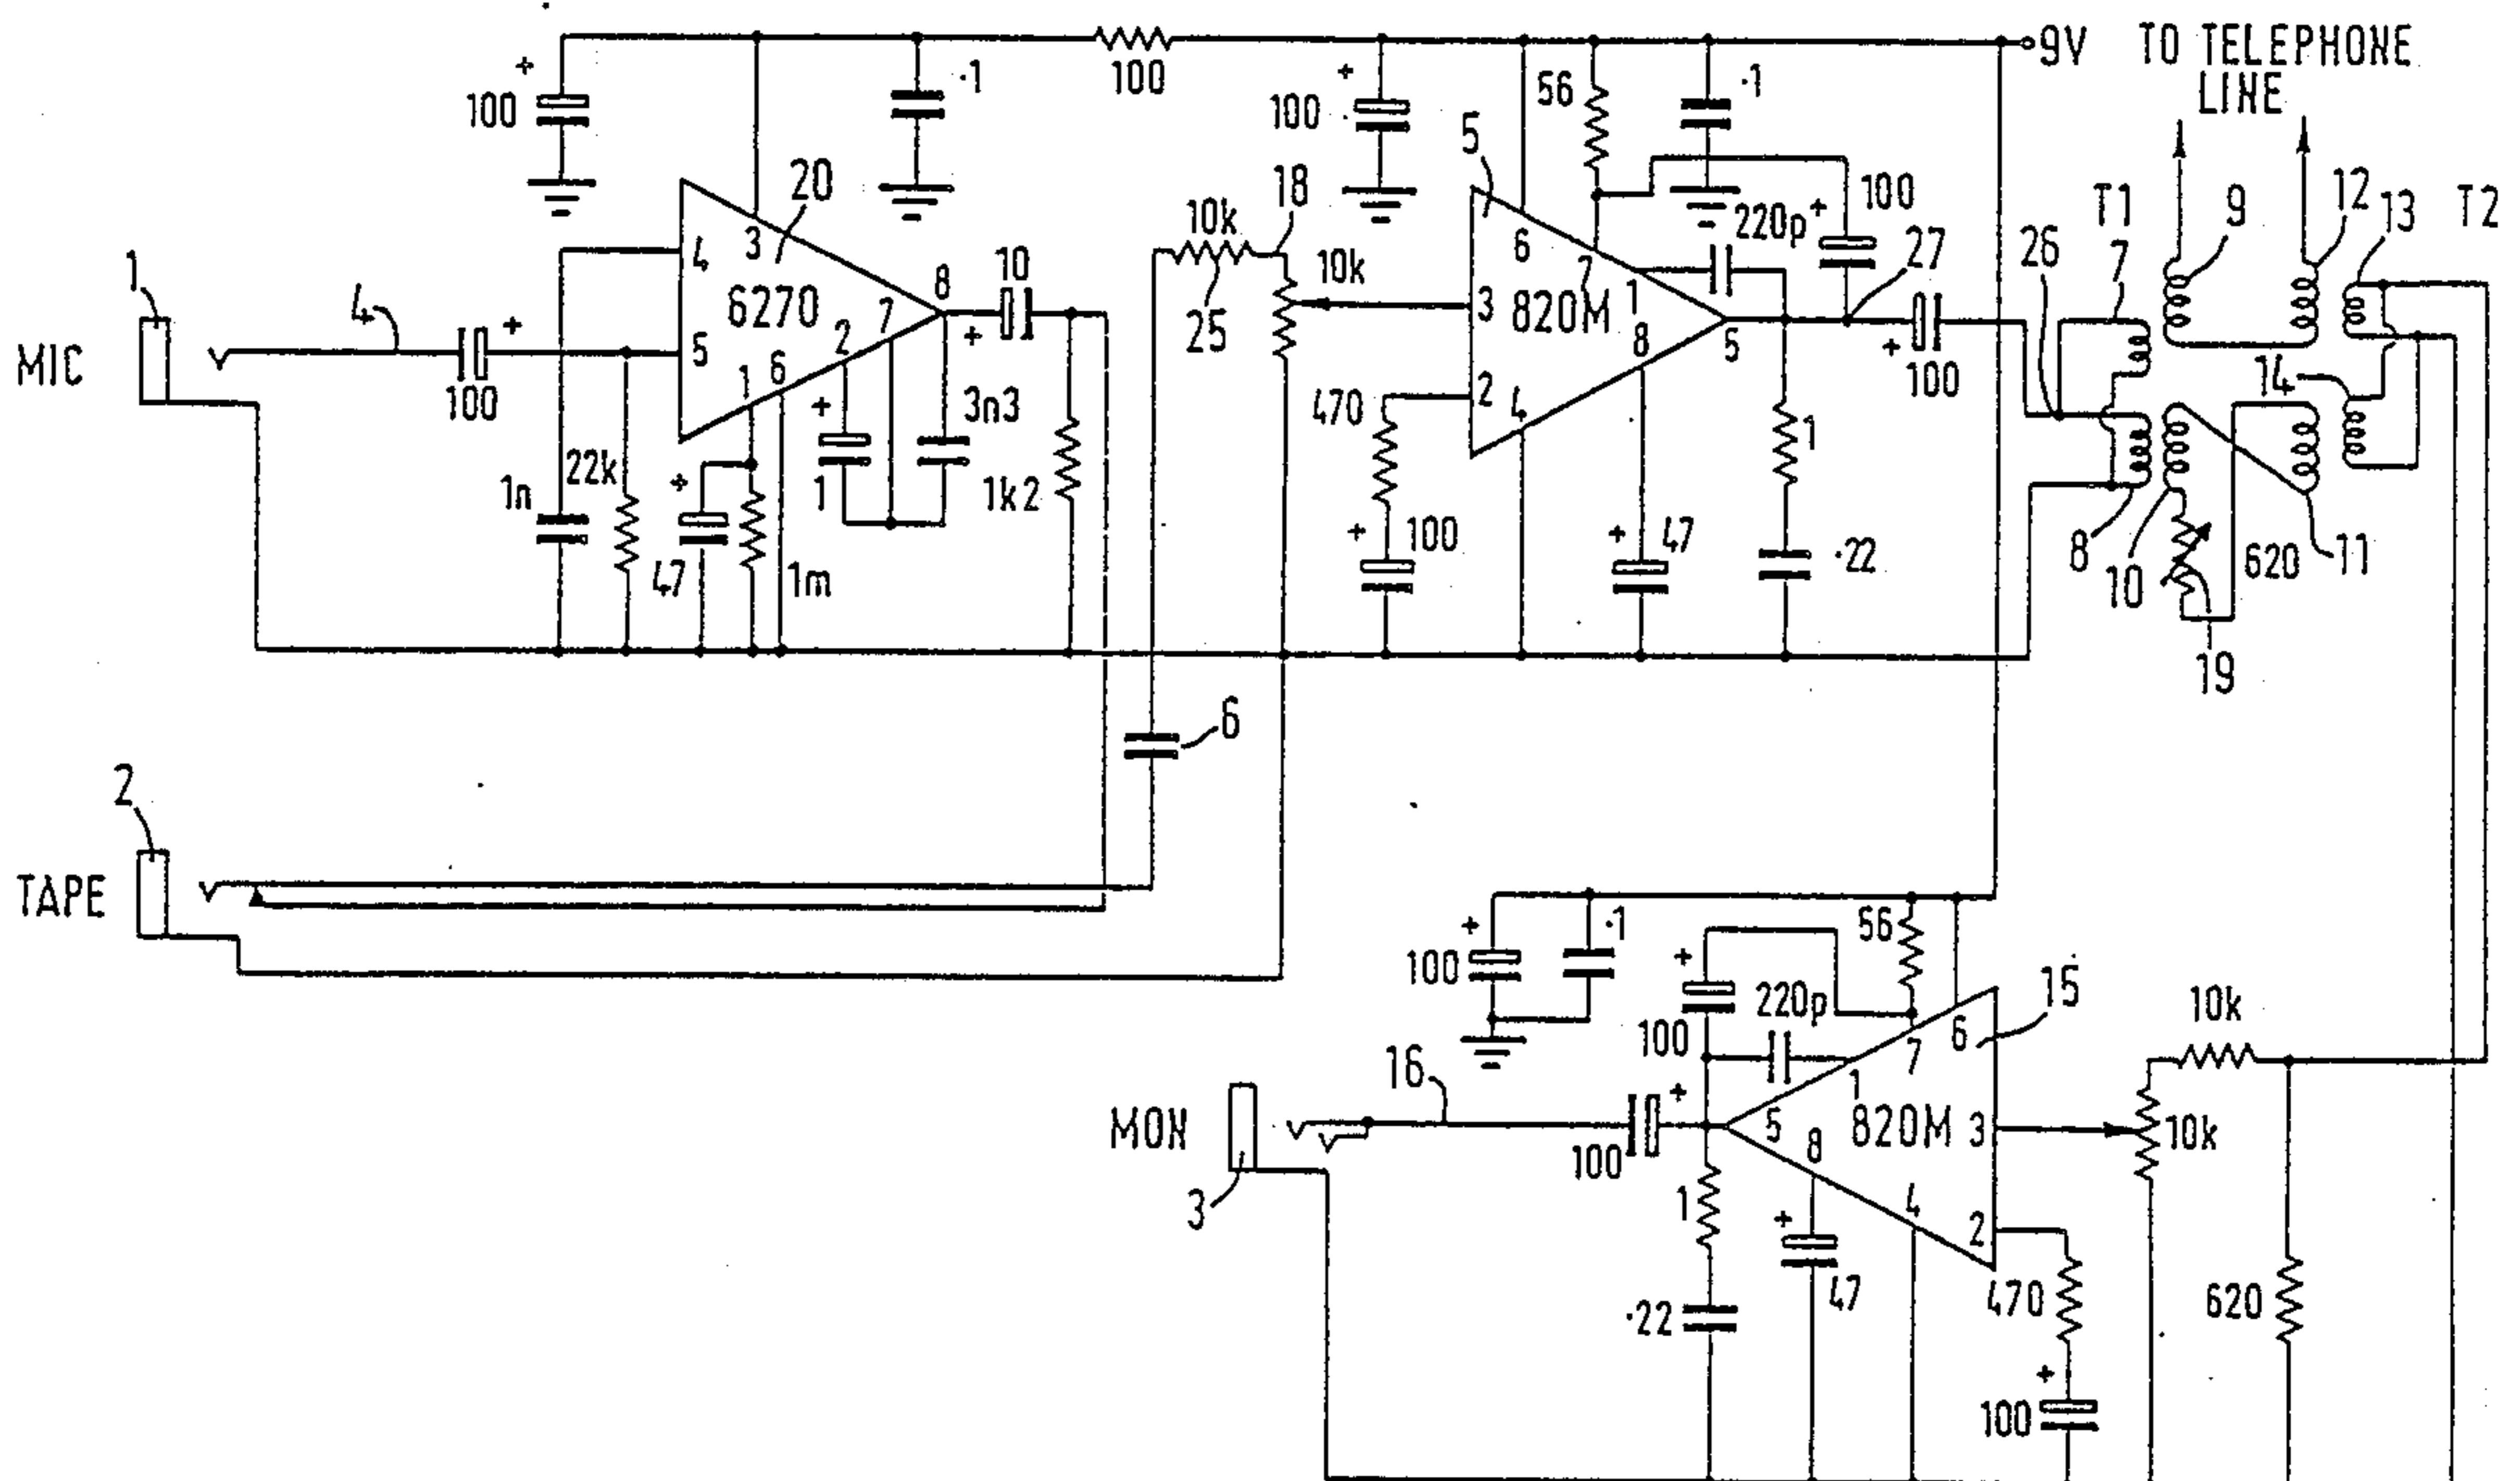 9V TO TELEPHONE
LINE
100 + .1 100 100 + 56 .1
5
20 18 100 12 13 T2
10k 220p + T1 9
1 4 3 8 10 10k 6 7 27 26 7
4 6270 7 + 25 3 820M 1
MIC 100 + 5 2 8 5 + 100 14
1 6 + 3n3 470 2 4 1
1n 22k + 1 1k2 + 100 + 47 .22 8 10 620 11
47 1m 19
6
2
TAPE
+ .1 56
100 + 220p 6 15 10k
16 100 7
MON + 5 1 820M 3 10k
100 8
3 1 + 4 2
.22 47 470 620
+
100